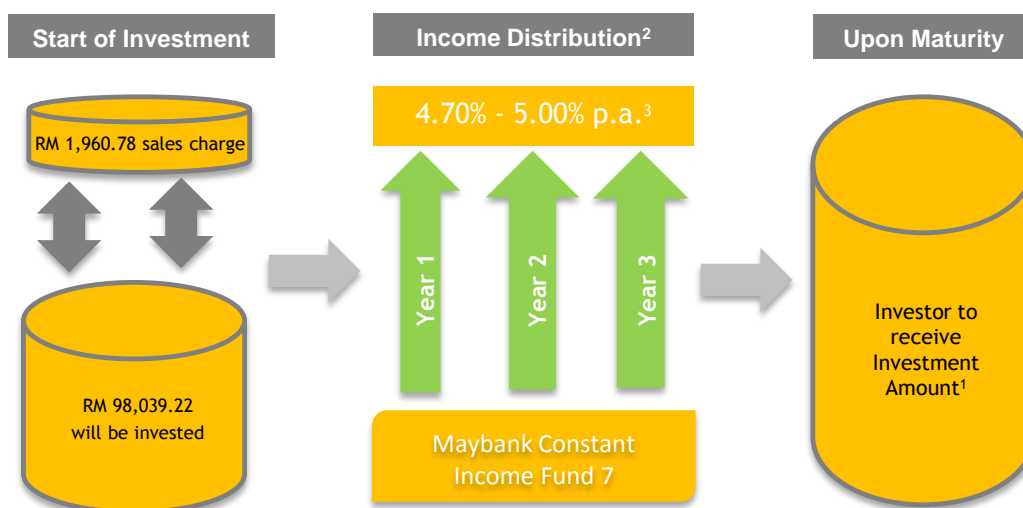 Start of Investment
RM 1,960.78 sales charge
RM 98,039.22
will be invested
Income Distribution²
4.70% - 5.00% p.a.³
Year 1
Year 2
Year 3
Maybank Constant
Income Fund 7
Upon Maturity
Investor to
receive
Investment
Amount¹